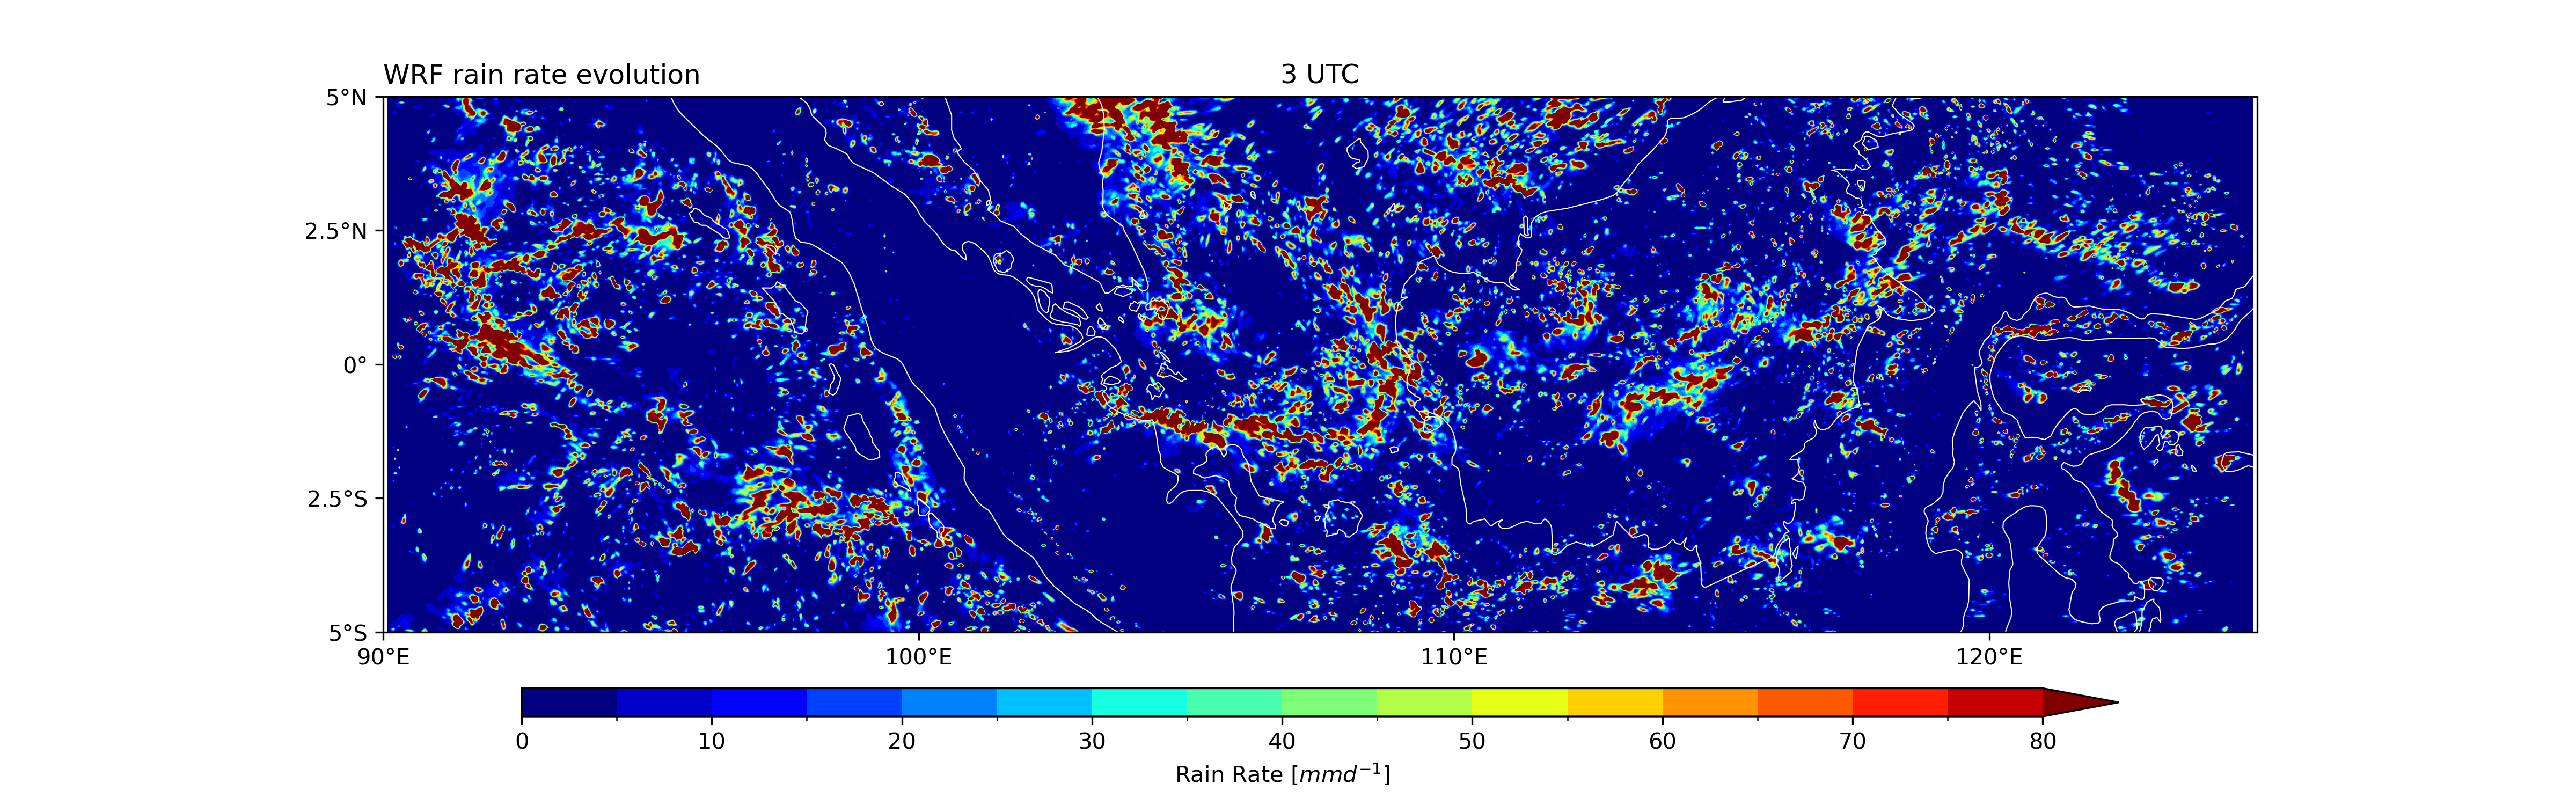 WRF rain rate evolution
3 UTC
5°N
2.5°N
0°
2.5°S
5°S
90°E 100°E 110°E 120°E
0 10 20 30 40 50 60 70 80
Rain Rate [mmd⁻¹]